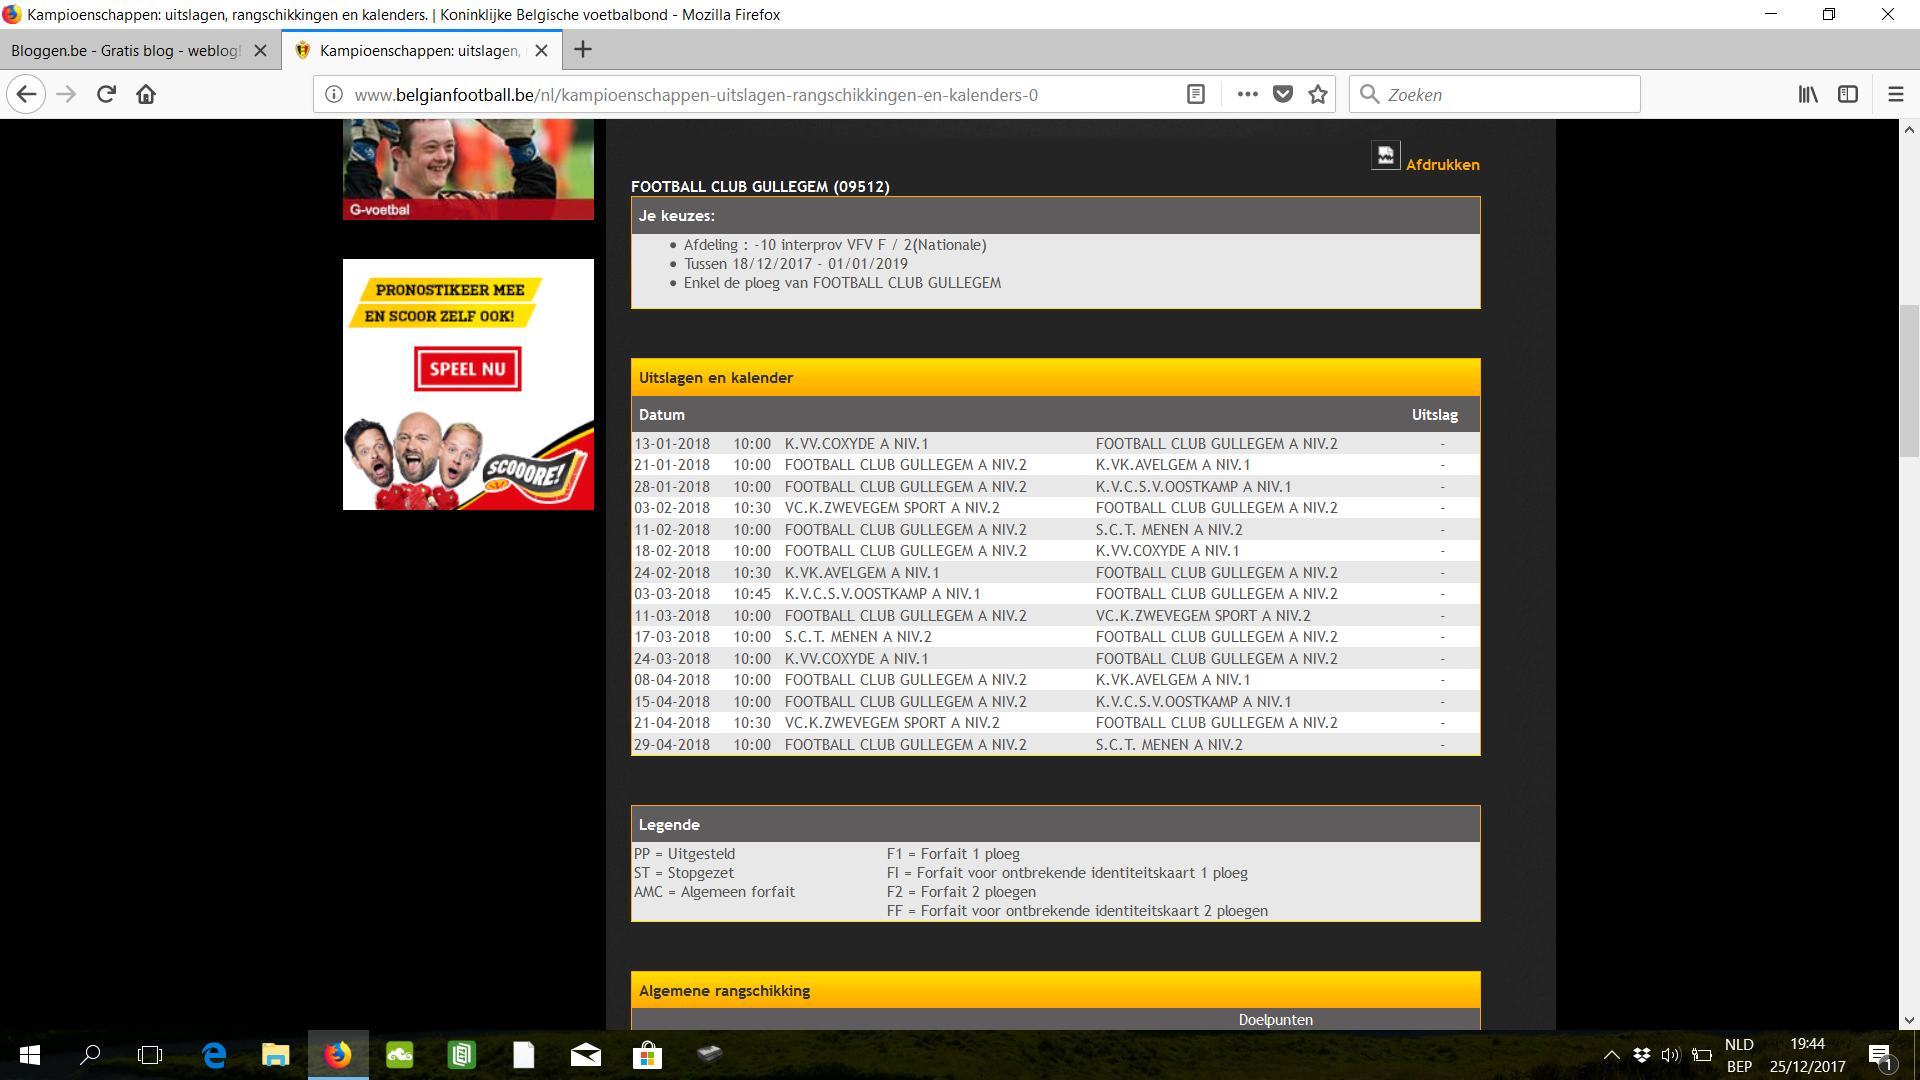 Kampioenschappen: uitslagen, rangschikkingen en kalenders. | Koninklijke Belgische voetbalbond - Mozilla Firefox
Bloggen.be - Gratis blog - weblog!
Kampioenschappen: uitslagen,
www.belgianfootball.be/nl/kampioenschappen-uitslagen-rangschikkingen-en-kalenders-0
Zoeken
G-voetbal
PRONOSTIKEER MEE
EN SCOOR ZELF OOK!
SPEEL NU
SCOOORE!
Afdrukken
FOOTBALL CLUB GULLEGEM (09512)
Je keuzes:
• Afdeling : -10 interprov VFV F / 2(Nationale)
• Tussen 18/12/2017 - 01/01/2019
• Enkel de ploeg van FOOTBALL CLUB GULLEGEM
Uitslagen en kalender
Datum Uitslag
13-01-2018 10:00 K.VV.COXYDE A NIV.1 FOOTBALL CLUB GULLEGEM A NIV.2 -
21-01-2018 10:00 FOOTBALL CLUB GULLEGEM A NIV.2 K.VK.AVELGEM A NIV.1 -
28-01-2018 10:00 FOOTBALL CLUB GULLEGEM A NIV.2 K.V.C.S.V.OOSTKAMP A NIV.1 -
03-02-2018 10:30 VC.K.ZWEVEGEM SPORT A NIV.2 FOOTBALL CLUB GULLEGEM A NIV.2 -
11-02-2018 10:00 FOOTBALL CLUB GULLEGEM A NIV.2 S.C.T. MENEN A NIV.2 -
18-02-2018 10:00 FOOTBALL CLUB GULLEGEM A NIV.2 K.VV.COXYDE A NIV.1 -
24-02-2018 10:30 K.VK.AVELGEM A NIV.1 FOOTBALL CLUB GULLEGEM A NIV.2 -
03-03-2018 10:45 K.V.C.S.V.OOSTKAMP A NIV.1 FOOTBALL CLUB GULLEGEM A NIV.2 -
11-03-2018 10:00 FOOTBALL CLUB GULLEGEM A NIV.2 VC.K.ZWEVEGEM SPORT A NIV.2 -
17-03-2018 10:00 S.C.T. MENEN A NIV.2 FOOTBALL CLUB GULLEGEM A NIV.2 -
24-03-2018 10:00 K.VV.COXYDE A NIV.1 FOOTBALL CLUB GULLEGEM A NIV.2 -
08-04-2018 10:00 FOOTBALL CLUB GULLEGEM A NIV.2 K.VK.AVELGEM A NIV.1 -
15-04-2018 10:00 FOOTBALL CLUB GULLEGEM A NIV.2 K.V.C.S.V.OOSTKAMP A NIV.1 -
21-04-2018 10:30 VC.K.ZWEVEGEM SPORT A NIV.2 FOOTBALL CLUB GULLEGEM A NIV.2 -
29-04-2018 10:00 FOOTBALL CLUB GULLEGEM A NIV.2 S.C.T. MENEN A NIV.2 -
Legende
PP = Uitgesteld F1 = Forfait 1 ploeg
ST = Stopgezet FI = Forfait voor ontbrekende identiteitskaart 1 ploeg
AMC = Algemeen forfait F2 = Forfait 2 ploegen
FF = Forfait voor ontbrekende identiteitskaart 2 ploegen
Algemene rangschikking
Doelpunten
NLD 19:44
BEP 25/12/2017
1